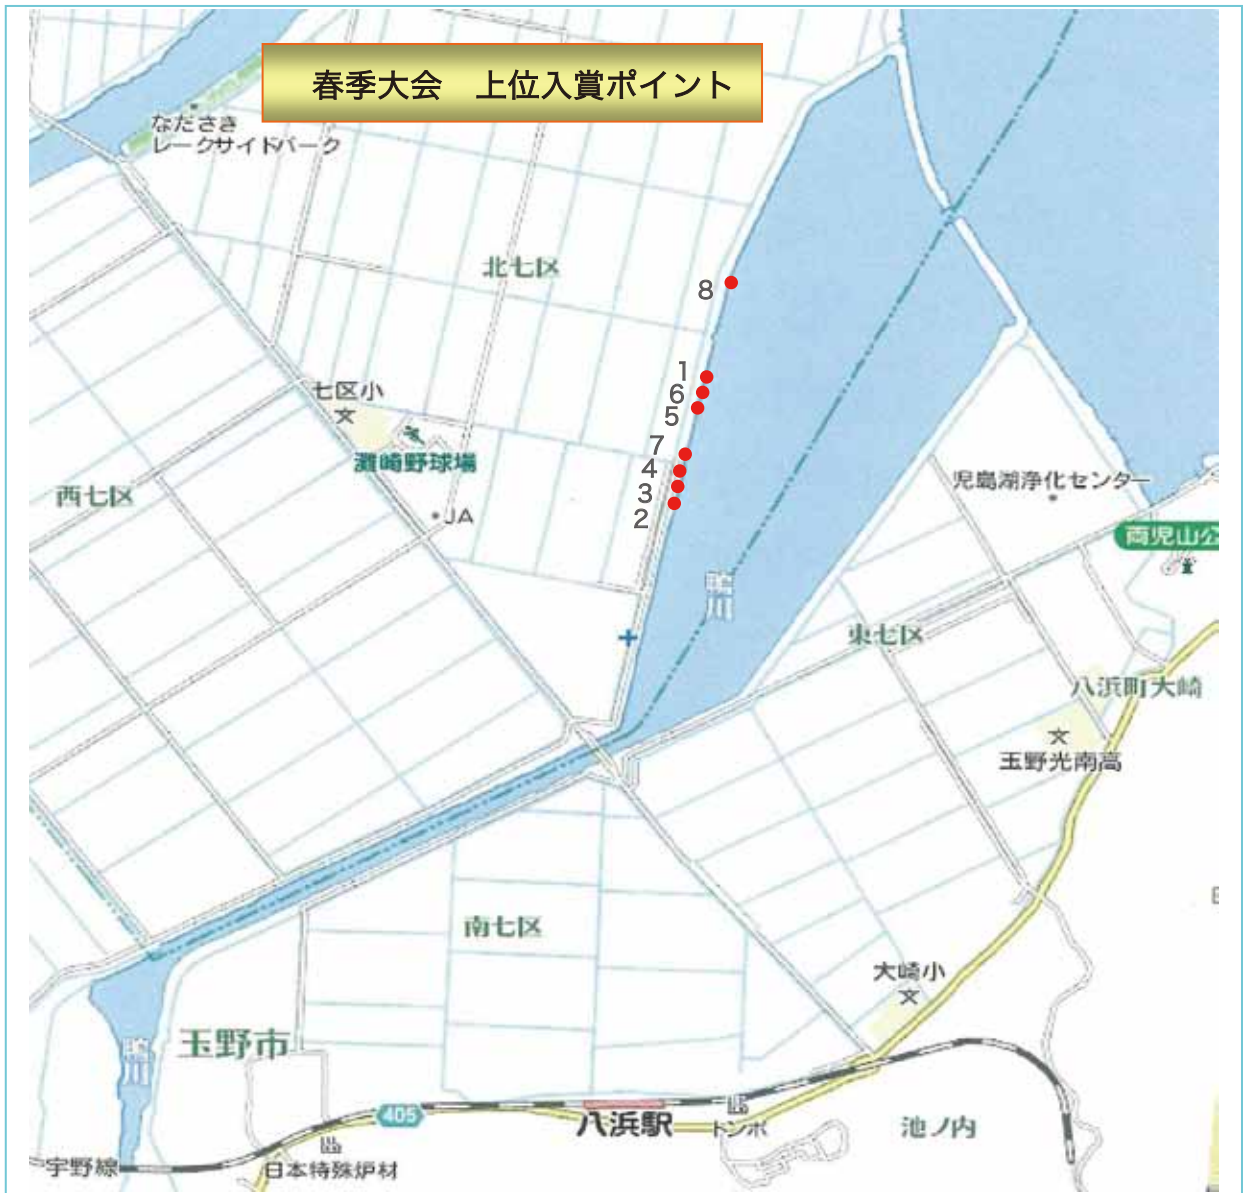 春季大会　上位入賞ポイント
なださき
レークサイドパーク
北七区
8
1
6
5
7
4
3
2
七区小
灘崎野球場
西七区
JA
児島湖浄化センター
両児山公
鴨川
東七区
八浜町大崎
玉野光南高
南七区
大崎小
玉野市
鴨川
405
八浜駅
トンボ
池ノ内
宇野線
日本特殊炉材